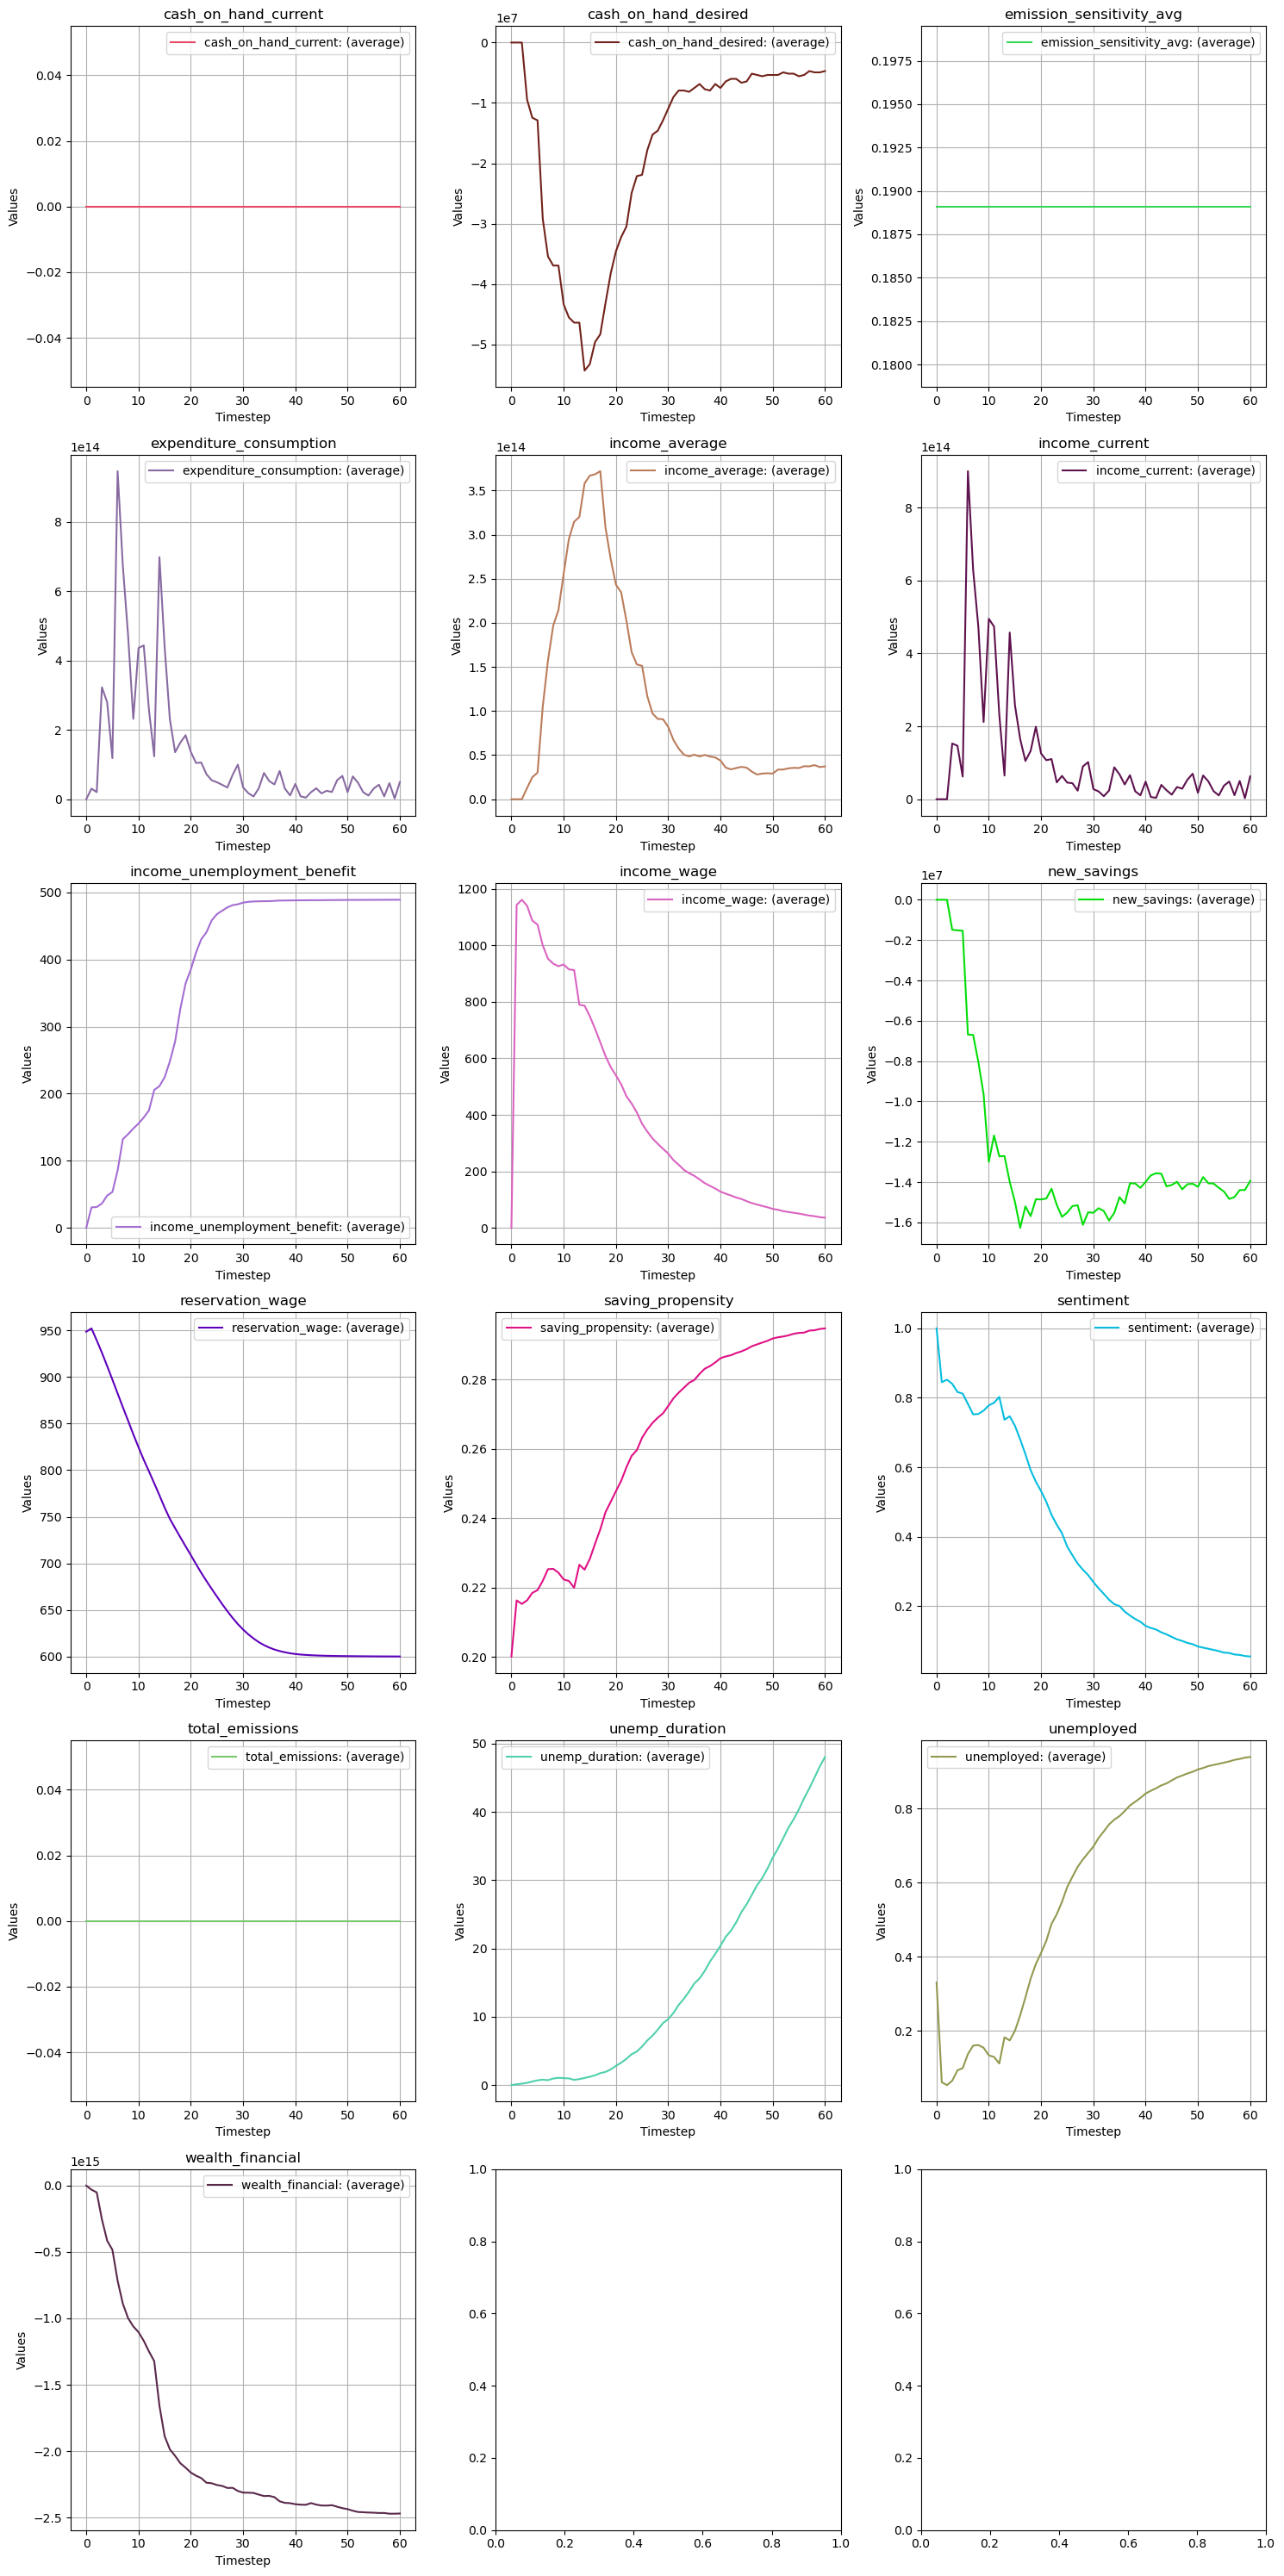 cash_on_hand_current
cash_on_hand_current: (average)
0.04
0.02
0.00
−0.02
−0.04
Values
0 10 20 30 40 50 60
Timestep
cash_on_hand_desired
1e7
cash_on_hand_desired: (average)
0
−1
−2
−3
−4
−5
Values
0 10 20 30 40 50 60
Timestep
emission_sensitivity_avg
emission_sensitivity_avg: (average)
0.1975
0.1950
0.1925
0.1900
0.1875
0.1850
0.1825
0.1800
Values
0 10 20 30 40 50 60
Timestep
expenditure_consumption
1e14
expenditure_consumption: (average)
8
6
4
2
0
Values
0 10 20 30 40 50 60
Timestep
income_average
1e14
income_average: (average)
3.5
3.0
2.5
2.0
1.5
1.0
0.5
0.0
Values
0 10 20 30 40 50 60
Timestep
income_current
1e14
income_current: (average)
8
6
4
2
0
Values
0 10 20 30 40 50 60
Timestep
income_unemployment_benefit
500
400
300
200
100
0
income_unemployment_benefit: (average)
Values
0 10 20 30 40 50 60
Timestep
income_wage
income_wage: (average)
1200
1000
800
600
400
200
0
Values
0 10 20 30 40 50 60
Timestep
new_savings
1e7
new_savings: (average)
0.0
−0.2
−0.4
−0.6
−0.8
−1.0
−1.2
−1.4
−1.6
Values
0 10 20 30 40 50 60
Timestep
reservation_wage
reservation_wage: (average)
950
900
850
800
750
700
650
600
Values
0 10 20 30 40 50 60
Timestep
saving_propensity
saving_propensity: (average)
0.28
0.26
0.24
0.22
0.20
Values
0 10 20 30 40 50 60
Timestep
sentiment
sentiment: (average)
1.0
0.8
0.6
0.4
0.2
Values
0 10 20 30 40 50 60
Timestep
total_emissions
total_emissions: (average)
0.04
0.02
0.00
−0.02
−0.04
Values
0 10 20 30 40 50 60
Timestep
unemp_duration
unemp_duration: (average)
50
40
30
20
10
0
Values
0 10 20 30 40 50 60
Timestep
unemployed
unemployed: (average)
0.8
0.6
0.4
0.2
Values
0 10 20 30 40 50 60
Timestep
wealth_financial
1e15
wealth_financial: (average)
0.0
−0.5
−1.0
−1.5
−2.0
−2.5
Values
0 10 20 30 40 50 60
Timestep
1.0
0.8
0.6
0.4
0.2
0.0
0.0 0.2 0.4 0.6 0.8 1.0
1.0
0.8
0.6
0.4
0.2
0.0
0.0 0.2 0.4 0.6 0.8 1.0